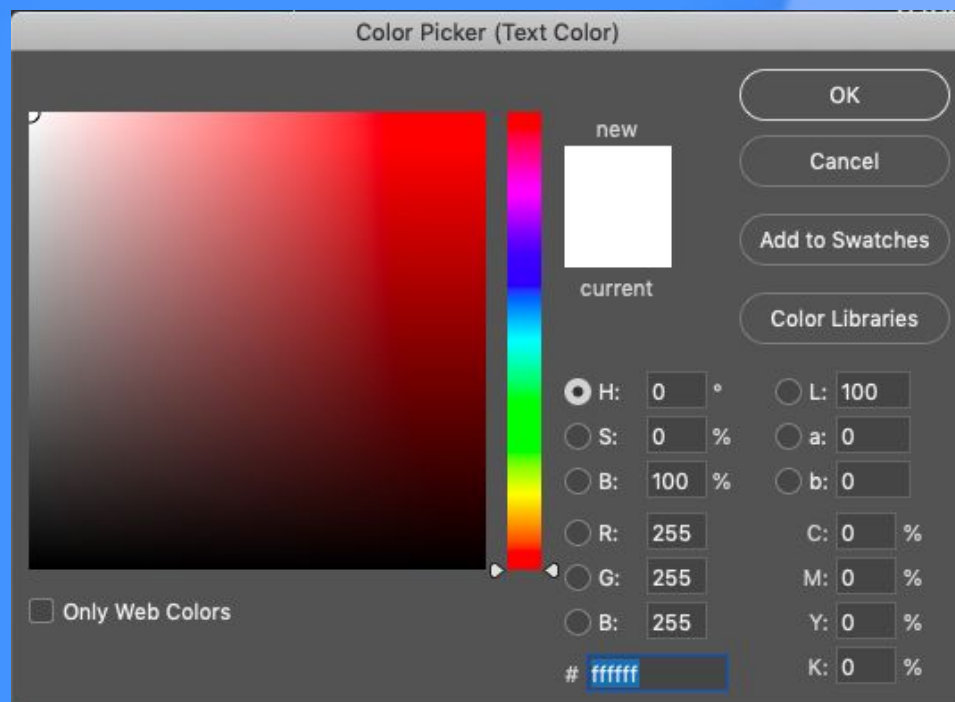 Color Picker (Text Color)
OK
new
Cancel
Add to Swatches
current
Color Libraries
H: 0 °
L: 100
S: 0 %
a: 0
B: 100 %
b: 0
R: 255
C: 0 %
G: 255
M: 0 %
Only Web Colors
B: 255
Y: 0 %
# ffffff
K: 0 %